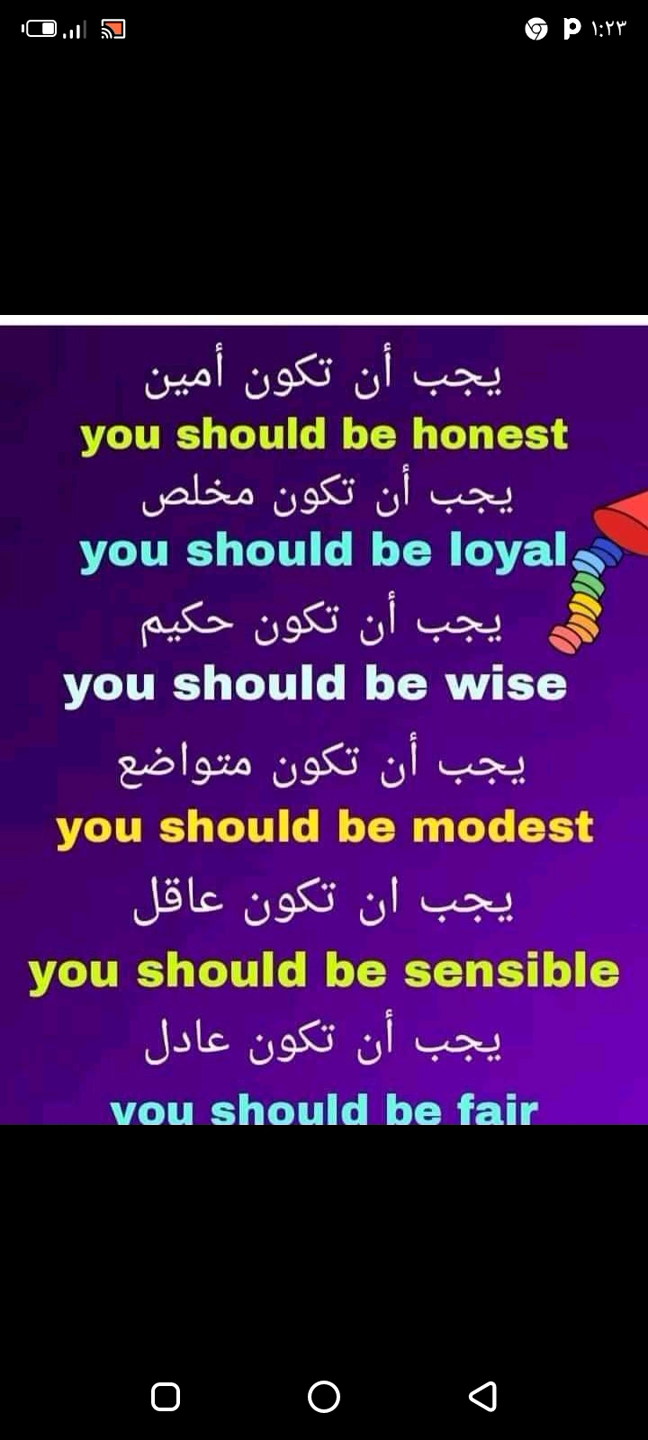 ١:٢٣
يجب أن تكون أمين
you should be honest
يجب أن تكون مخلص
you should be loyal
يجب أن تكون حكيم
you should be wise
يجب أن تكون متواضع
you should be modest
يجب ان تكون عاقل
you should be sensible
يجب أن تكون عادل
you should be fair